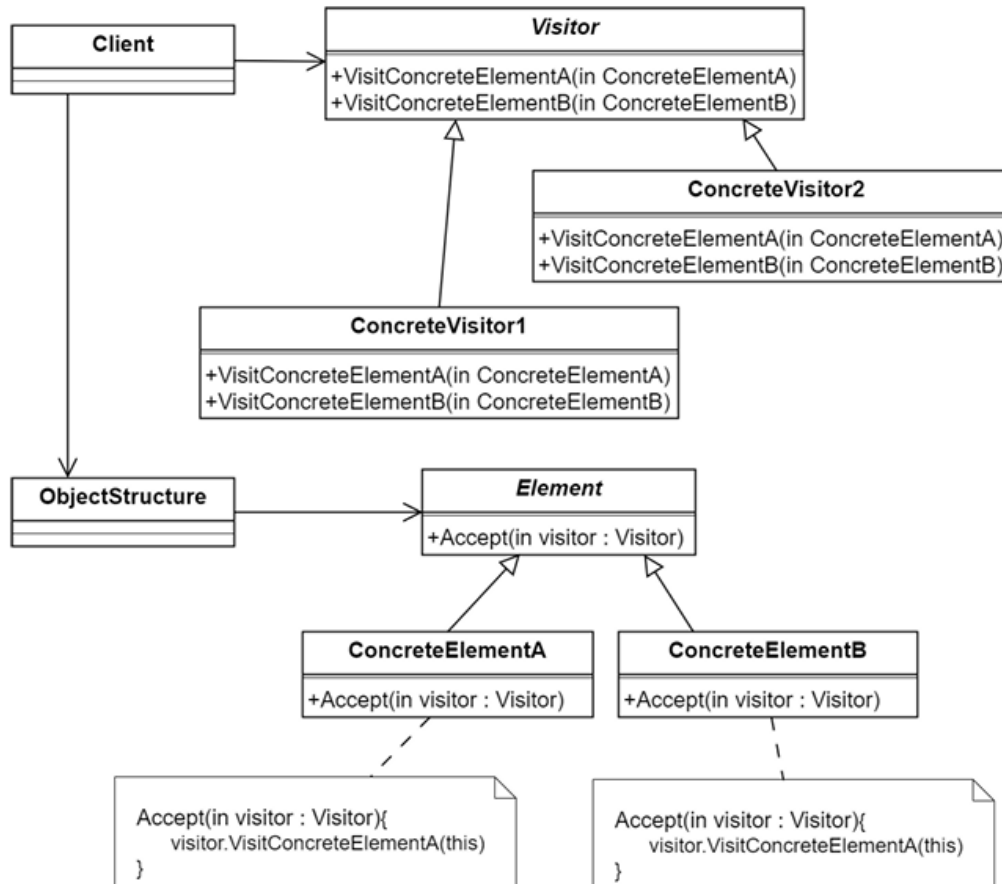 Client
Visitor
+VisitConcreteElementA(in ConcreteElementA)
+VisitConcreteElementB(in ConcreteElementB)
ConcreteVisitor2
+VisitConcreteElementA(in ConcreteElementA)
+VisitConcreteElementB(in ConcreteElementB)
ConcreteVisitor1
+VisitConcreteElementA(in ConcreteElementA)
+VisitConcreteElementB(in ConcreteElementB)
ObjectStructure
Element
+Accept(in visitor : Visitor)
ConcreteElementA
+Accept(in visitor : Visitor)
ConcreteElementB
+Accept(in visitor : Visitor)
Accept(in visitor : Visitor){
visitor.VisitConcreteElementA(this)
}
Accept(in visitor : Visitor){
visitor.VisitConcreteElementA(this)
}